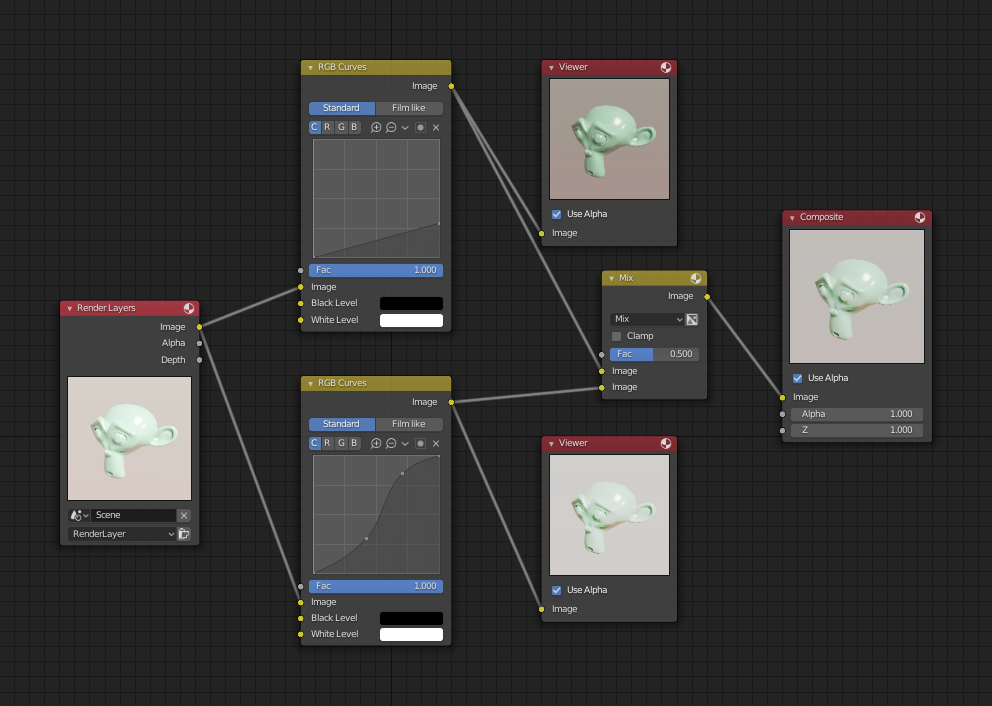 Render Layers
Image
Alpha
Depth
Scene
RenderLayer
RGB Curves
Image
Standard Film like
C R G B
Fac 1.000
Image
Black Level
White Level
RGB Curves
Image
Standard Film like
C R G B
Fac 1.000
Image
Black Level
White Level
Viewer
Use Alpha
Image
Mix
Image
Mix
Clamp
Fac 0.500
Image
Image
Viewer
Use Alpha
Image
Composite
Use Alpha
Image
Alpha 1.000
Z 1.000